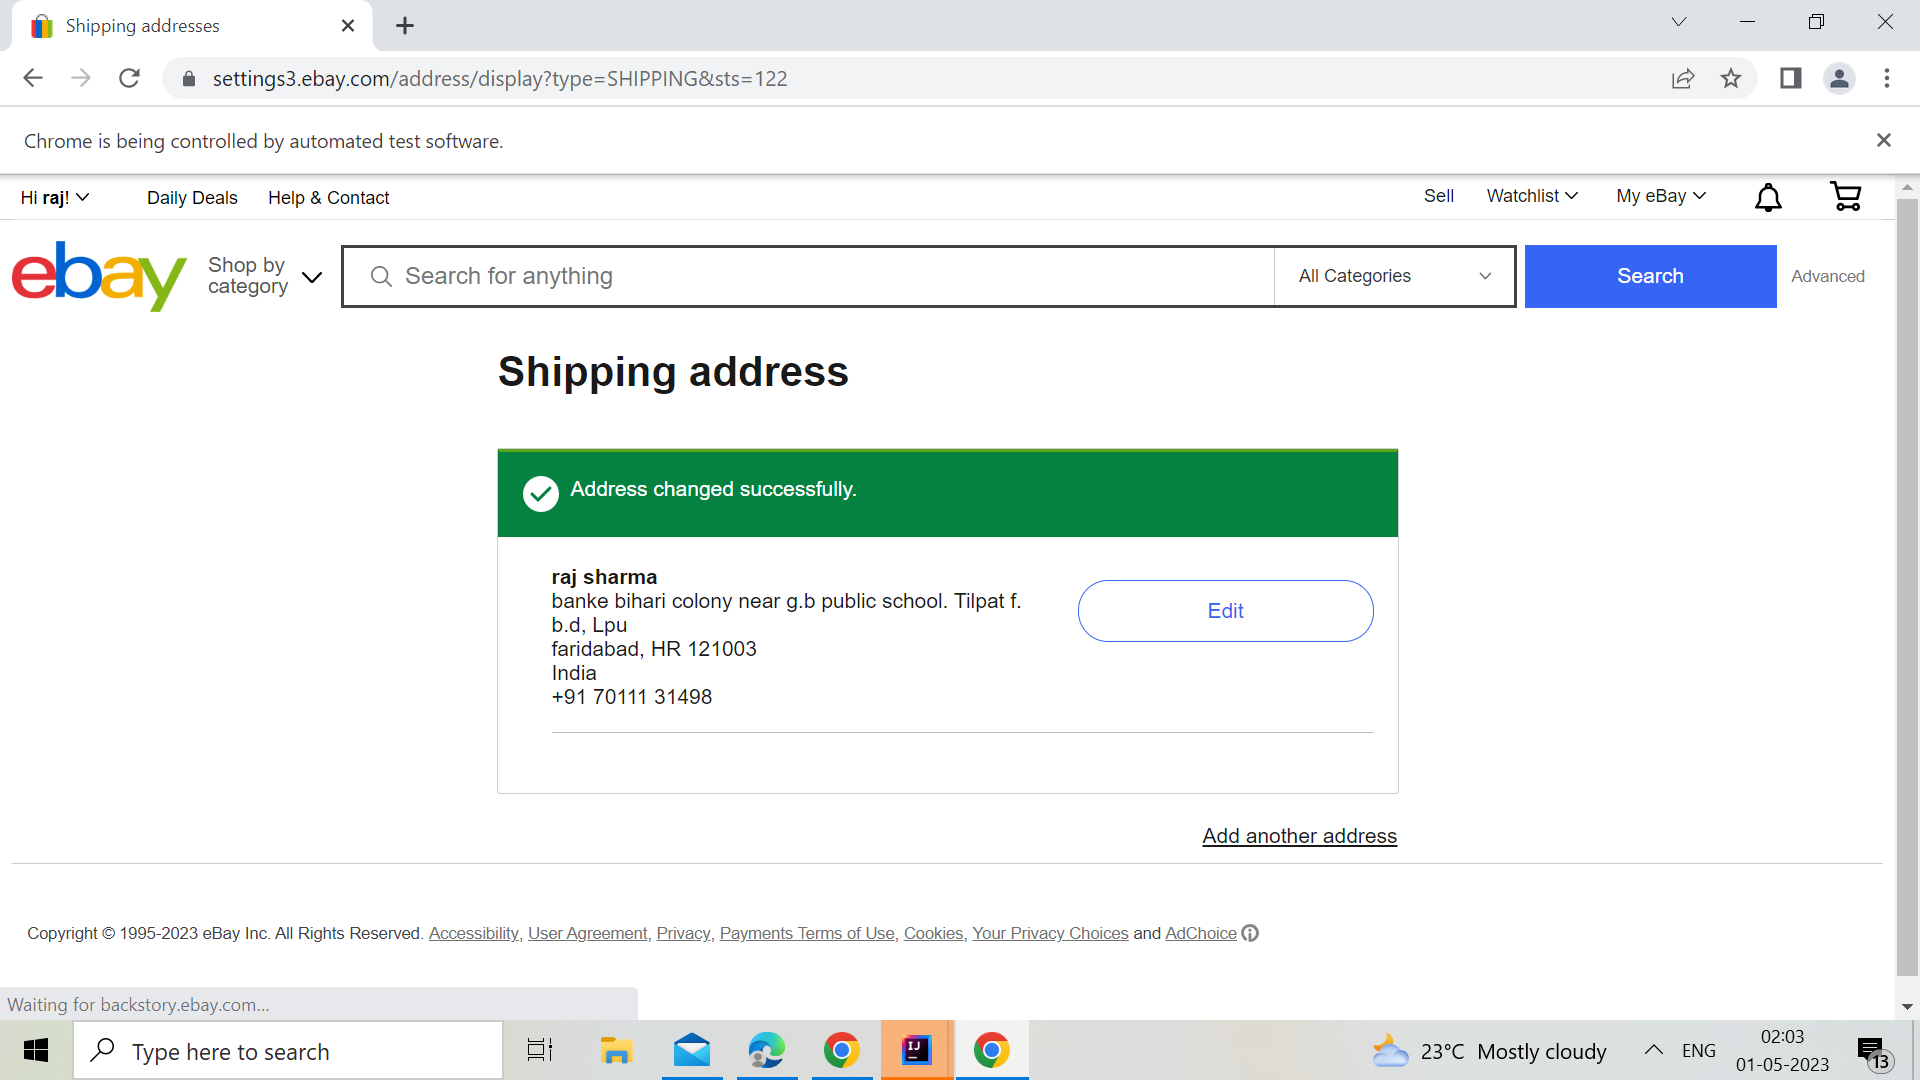 Shipping addresses
settings3.ebay.com/address/display?type=SHIPPING&sts=122
Chrome is being controlled by automated test software.
Hi raj! Daily Deals Help & Contact Sell Watchlist My eBay
ebay Shop by category Search for anything All Categories Search Advanced
Shipping address
Address changed successfully.
raj sharma
banke bihari colony near g.b public school. Tilpat f.
b.d, Lpu
faridabad, HR 121003
India
+91 70111 31498
Edit
Add another address
Copyright © 1995-2023 eBay Inc. All Rights Reserved. Accessibility, User Agreement, Privacy, Payments Terms of Use, Cookies, Your Privacy Choices and AdChoice
Waiting for backstory.ebay.com...
Type here to search IJ 23°C Mostly cloudy ENG 02:03
01-05-2023 13